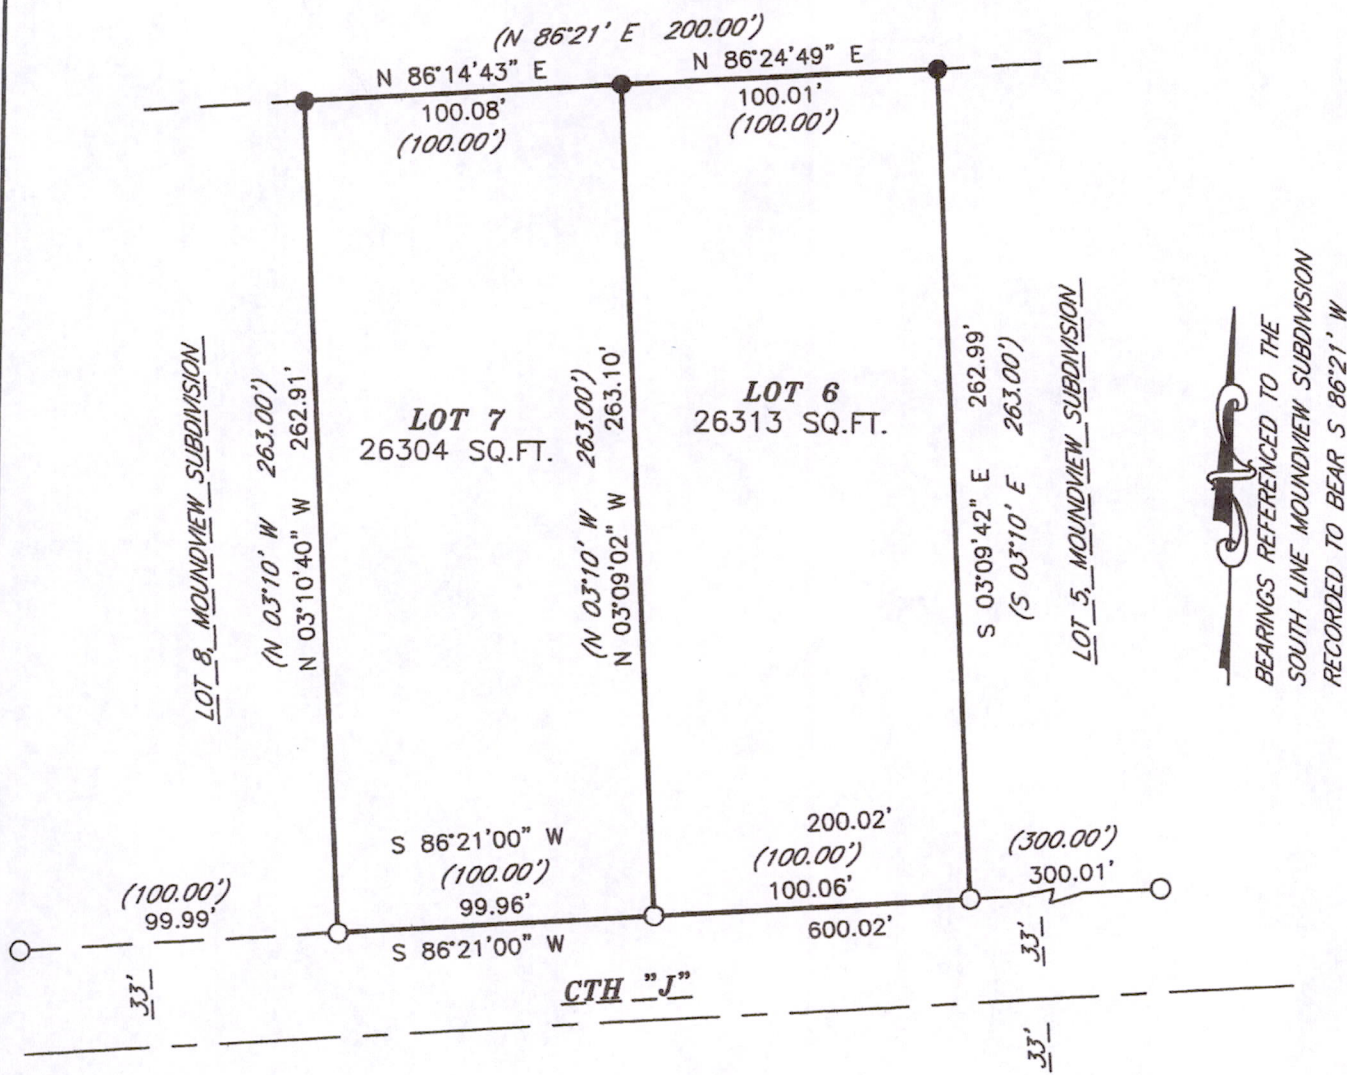 (N 86°21' E 200.00')
N 86°14'43" E
N 86°24'49" E
100.08'
(100.00')
100.01'
(100.00')
LOT 8, MOUNDVIEW SUBDIVISION
(N 03°10' W 263.00')
N 03°10'40" W 262.91'
LOT 7
26304 SQ.FT.
(N 03°10' W 263.00')
N 03°09'02" W 263.10'
LOT 6
26313 SQ.FT.
S 03°09'42" E 262.99'
(S 03°10' E 263.00')
LOT 5, MOUNDVIEW SUBDIVISION
BEARINGS REFERENCED TO THE
SOUTH LINE MOUNDVIEW SUBDIVISION
RECORDED TO BEAR S 86°21' W
S 86°21'00" W
200.02'
(100.00')
99.99'
(100.00')
99.96'
(100.00')
100.06'
(300.00')
300.01'
S 86°21'00" W
600.02'
33'
33'
CTH "J"
33'